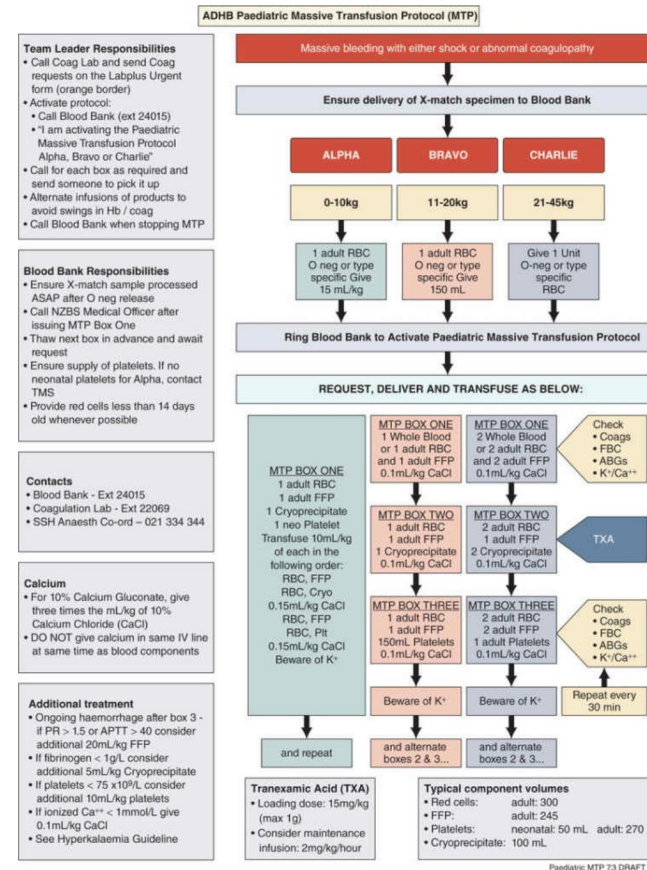 ADHB Paediatric Massive Transfusion Protocol (MTP)
Team Leader Responsibilities
• Call Coag Lab and send Coag
requests on the Labplus Urgent
form (orange border)
• Activate protocol:
• Call Blood Bank (ext 24015)
• "I am activating the Paediatric
Massive Transfusion Protocol
Alpha, Bravo or Charlie"
• Call for each box as required and
send someone to pick it up
• Alternate infusions of products to
avoid swings in Hb / coag
• Call Blood Bank when stopping MTP
Blood Bank Responsibilities
• Ensure X-match sample processed
ASAP after O neg release
• Call NZBS Medical Officer after
issuing MTP Box One
• Thaw next box in advance and await
request
• Ensure supply of platelets. If no
neonatal platelets for Alpha, contact
TMS
• Provide red cells less than 14 days
old whenever possible
Contacts
• Blood Bank - Ext 24015
• Coagulation Lab - Ext 22069
• SSH Anaesth Co-ord – 021 334 344
Calcium
• For 10% Calcium Gluconate, give
three times the mL/kg of 10%
Calcium Chloride (CaCl)
• DO NOT give calcium in same IV line
at same time as blood components
Additional treatment
• Ongoing haemorrhage after box 3 -
if PR > 1.5 or APTT > 40 consider
additional 20mL/kg FFP
• If fibrinogen < 1g/L consider
additional 5mL/kg Cryoprecipitate
• If platelets < 75 x10⁹/L consider
additional 10mL/kg platelets
• If ionized Ca⁺⁺ < 1mmol/L give
0.1mL/kg CaCl
• See Hyperkalaemia Guideline
Massive bleeding with either shock or abnormal coagulopathy
Ensure delivery of X-match specimen to Blood Bank
ALPHA
BRAVO
CHARLIE
0-10kg
11-20kg
21-45kg
1 adult RBC
O neg or type
specific Give
15 mL/kg
1 adult RBC
O neg or type
specific Give
150 mL
Give 1 Unit
O-neg or type
specific
RBC
Ring Blood Bank to Activate Paediatric Massive Transfusion Protocol
REQUEST, DELIVER AND TRANSFUSE AS BELOW:
MTP BOX ONE
1 adult RBC
1 adult FFP
1 Cryoprecipitate
1 neo Platelet
Transfuse 10mL/kg
of each in the
following order:
RBC, FFP
RBC, Cryo
0.15mL/kg CaCl
RBC, FFP
RBC, Plt
0.15mL/kg CaCl
Beware of K⁺
and repeat
MTP BOX ONE
1 Whole Blood
or 1 adult RBC
and 1 adult FFP
0.1mL/kg CaCl
MTP BOX TWO
1 adult RBC
1 adult FFP
1 Cryoprecipitate
0.1mL/kg CaCl
MTP BOX THREE
1 adult RBC
1 adult FFP
150mL Platelets
0.1mL/kg CaCl
Beware of K⁺
and alternate
boxes 2 & 3...
MTP BOX ONE
2 Whole Blood
or 2 adult RBC
and 2 adult FFP
0.1mL/kg CaCl
MTP BOX TWO
2 adult RBC
1 adult FFP
2 Cryoprecipitate
0.1mL/kg CaCl
MTP BOX THREE
2 adult RBC
2 adult FFP
1 adult Platelets
0.1mL/kg CaCl
Beware of K⁺
and alternate
boxes 2 & 3...
Check
• Coags
• FBC
• ABGs
• K⁺/Ca⁺⁺
TXA
Check
• Coags
• FBC
• ABGs
• K⁺/Ca⁺⁺
Repeat every
30 min
Tranexamic Acid (TXA)
• Loading dose: 15mg/kg
(max 1g)
• Consider maintenance
infusion: 2mg/kg/hour
Typical component volumes
• Red cells: adult: 300
• FFP: adult: 245
• Platelets: neonatal: 50 mL adult: 270
• Cryoprecipitate: 100 mL
Paediatric MTP 7.3 DRAFT